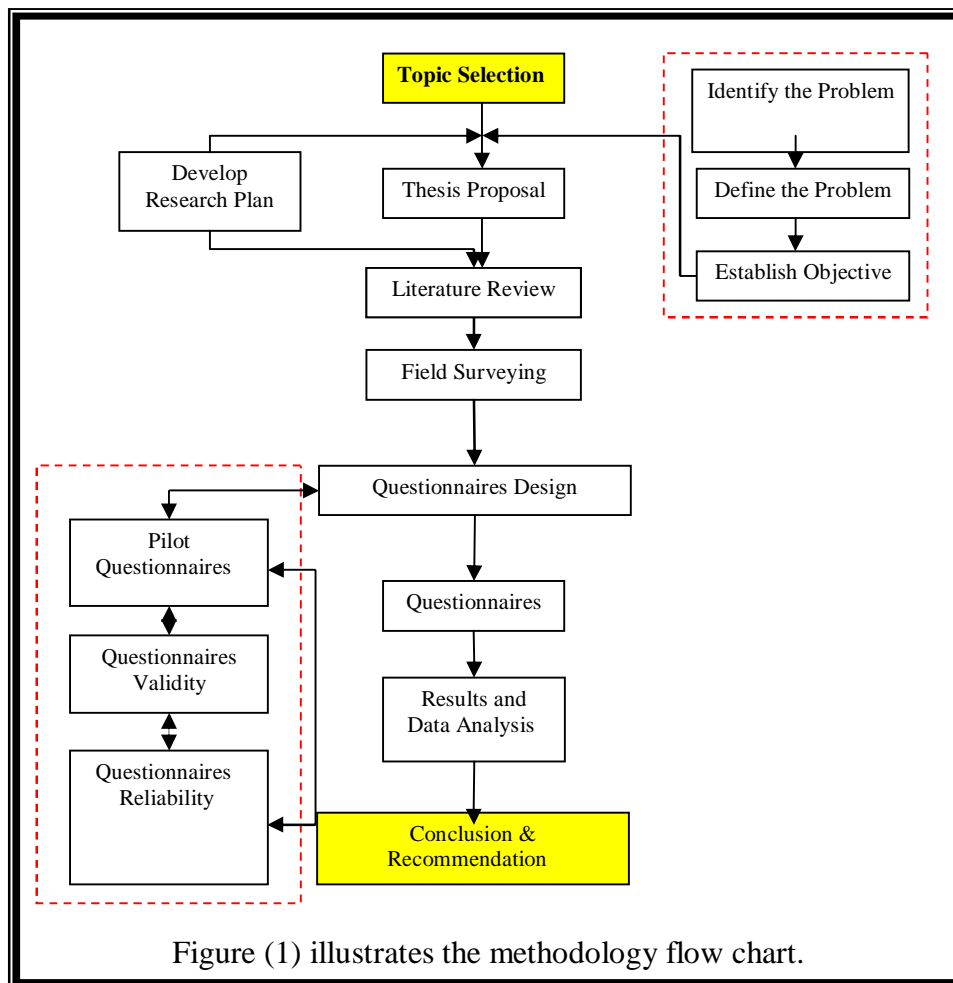 Topic Selection
Identify the Problem
Develop
Research Plan
Thesis Proposal
Define the Problem
Establish Objective
Literature Review
Field Surveying
Questionnaires Design
Pilot
Questionnaires
Questionnaires
Questionnaires
Validity
Results and
Data Analysis
Questionnaires
Reliability
Conclusion &
Recommendation
Figure (1) illustrates the methodology flow chart.